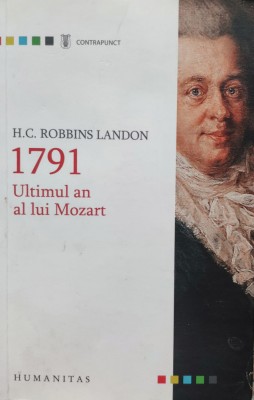 CONTRAPUNCT
H.C. ROBBINS LANDON
1791
Ultimul an
al lui Mozart
HUMANITAS